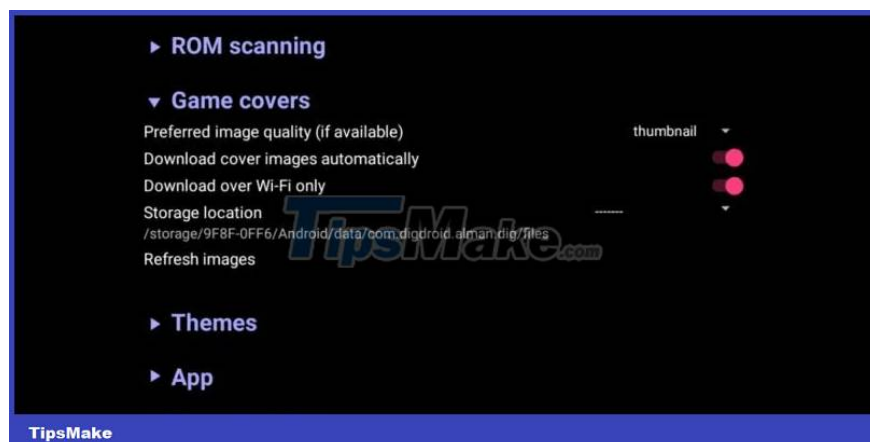 ROM scanning
Game covers
Preferred image quality (if available) thumbnail
Download cover images automatically
Download over Wi-Fi only
Storage location -------
/storage/9F8F-0FF6/Android/data/com.digdroid.alman.dig/files
TipsMake.com
Refresh images
Themes
App
TipsMake